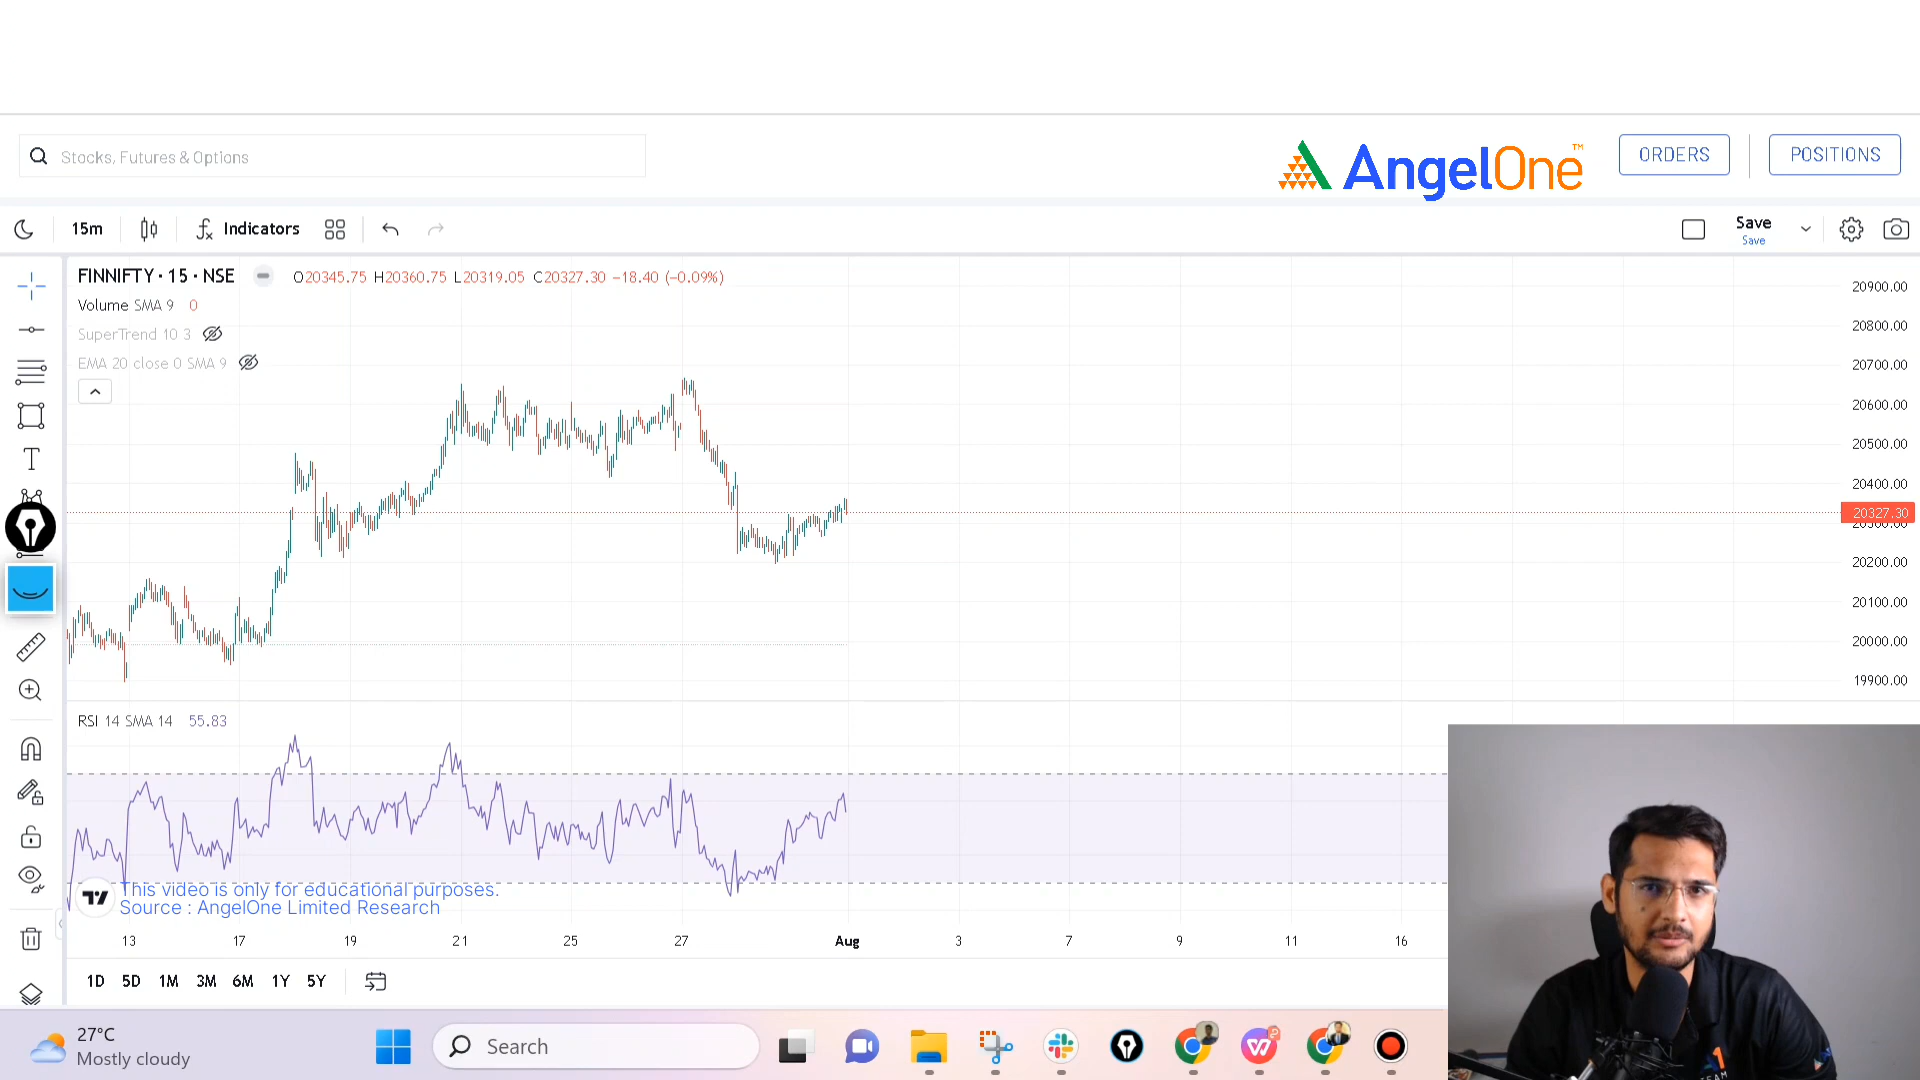 Stocks, Futures & Options
AngelOne™
ORDERS
POSITIONS
15m
Indicators
Save
Save
FINNIFTY · 15 · NSE
O20345.75 H20360.75 L20319.05 C20327.30 −18.40 (−0.09%)
Volume SMA 9 0
SuperTrend 10 3
EMA 20 close 0 SMA 9
20900.00
20800.00
20700.00
20600.00
20500.00
20400.00
20327.30
20300.00
20200.00
20100.00
20000.00
19900.00
RSI 14 SMA 14 55.83
This video is only for educational purposes.
Source : AngelOne Limited Research
13 17 19 21 25 27 Aug 3 7 9 11 16
1D 5D 1M 3M 6M 1Y 5Y
27°C
Mostly cloudy
Search
TEAM